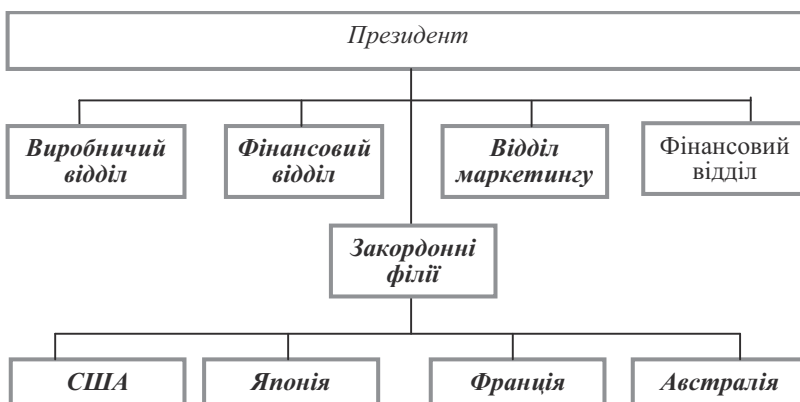 Президент
Виробничий
відділ
Фінансовий
відділ
Відділ
маркетингу
Фінансовий
відділ
Закордонні
філії
США
Японія
Франція
Австралія